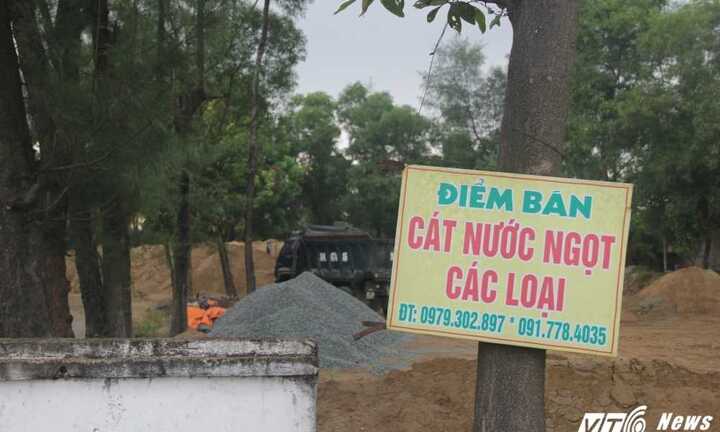 ĐIỂM BÁN
CÁT NƯỚC NGỌT
CÁC LOẠI
ĐT: 0979.302.897 * 091.778.4035
VTC News